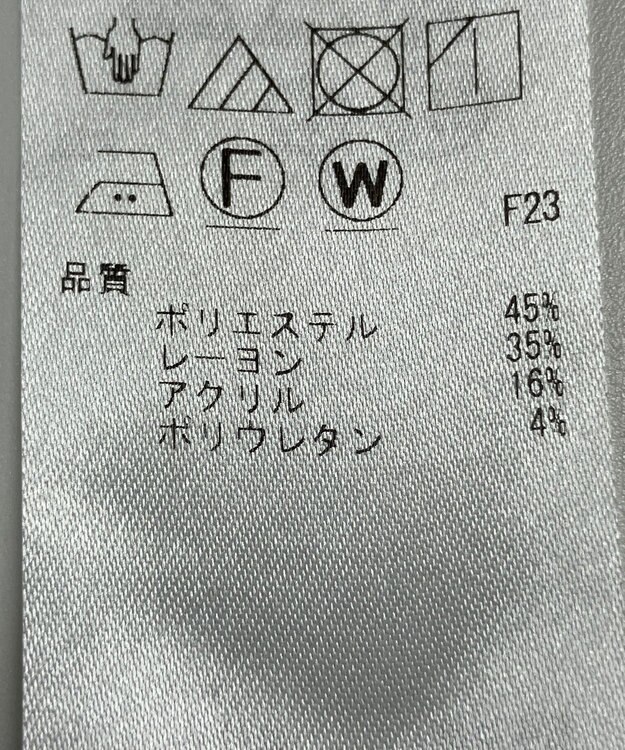 F W
F23
品質
ポリエステル 45%
レーヨン 35%
アクリル 16%
ポリウレタン 4%